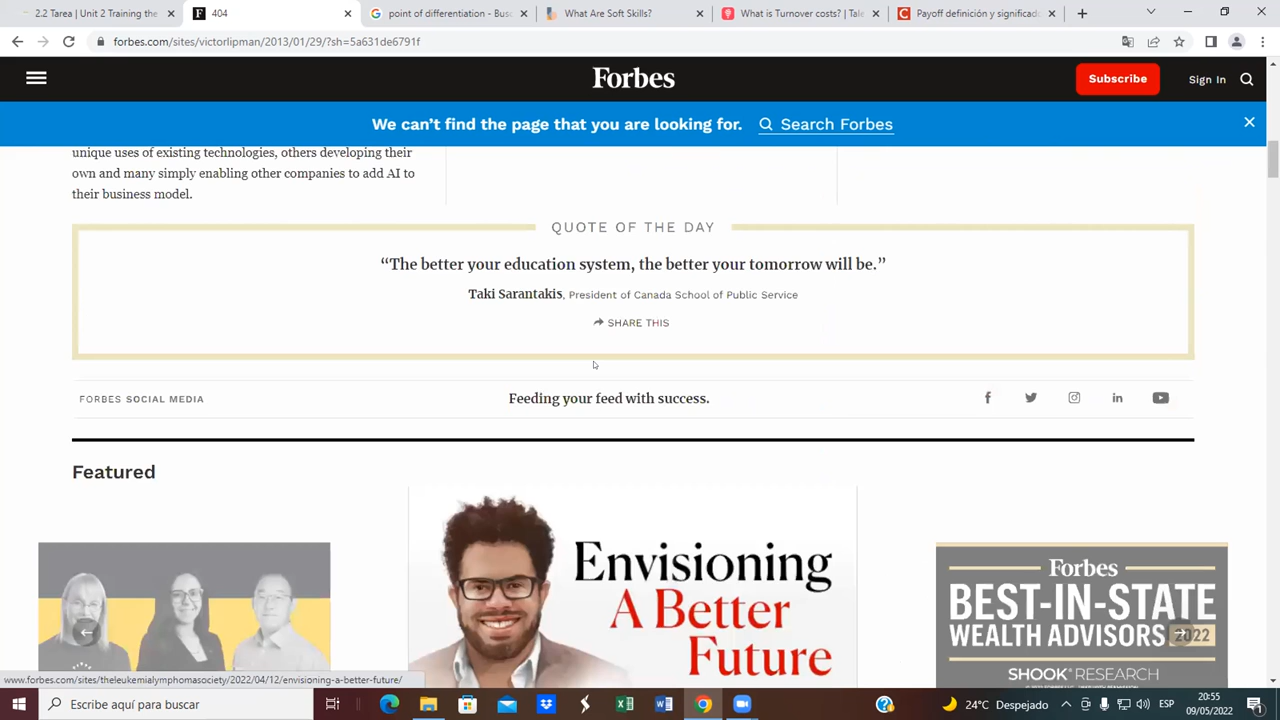 2.2 Tarea | Unit 2 Training the
404
point of differentiation - Busc
What Are Soft Skills?
What is Turnover costs? | Tale
Payoff definición y significado
forbes.com/sites/victorlipman/2013/01/29/?sh=5a631de6791f
Forbes
Subscribe
Sign In
We can't find the page that you are looking for.
Search Forbes
unique uses of existing technologies, others developing their
own and many simply enabling other companies to add AI to
their business model.
QUOTE OF THE DAY
“The better your education system, the better your tomorrow will be.”
Taki Sarantakis, President of Canada School of Public Service
SHARE THIS
FORBES SOCIAL MEDIA
Feeding your feed with success.
Featured
Envisioning
A Better
Future
Forbes
BEST-IN-STATE
WEALTH ADVISORS 2022
SHOOK RESEARCH
www.forbes.com/sites/theleukemialymphomasociety/2022/04/12/envisioning-a-better-future/
Escribe aquí para buscar
24°C Despejado
ESP
20:55
09/05/2022